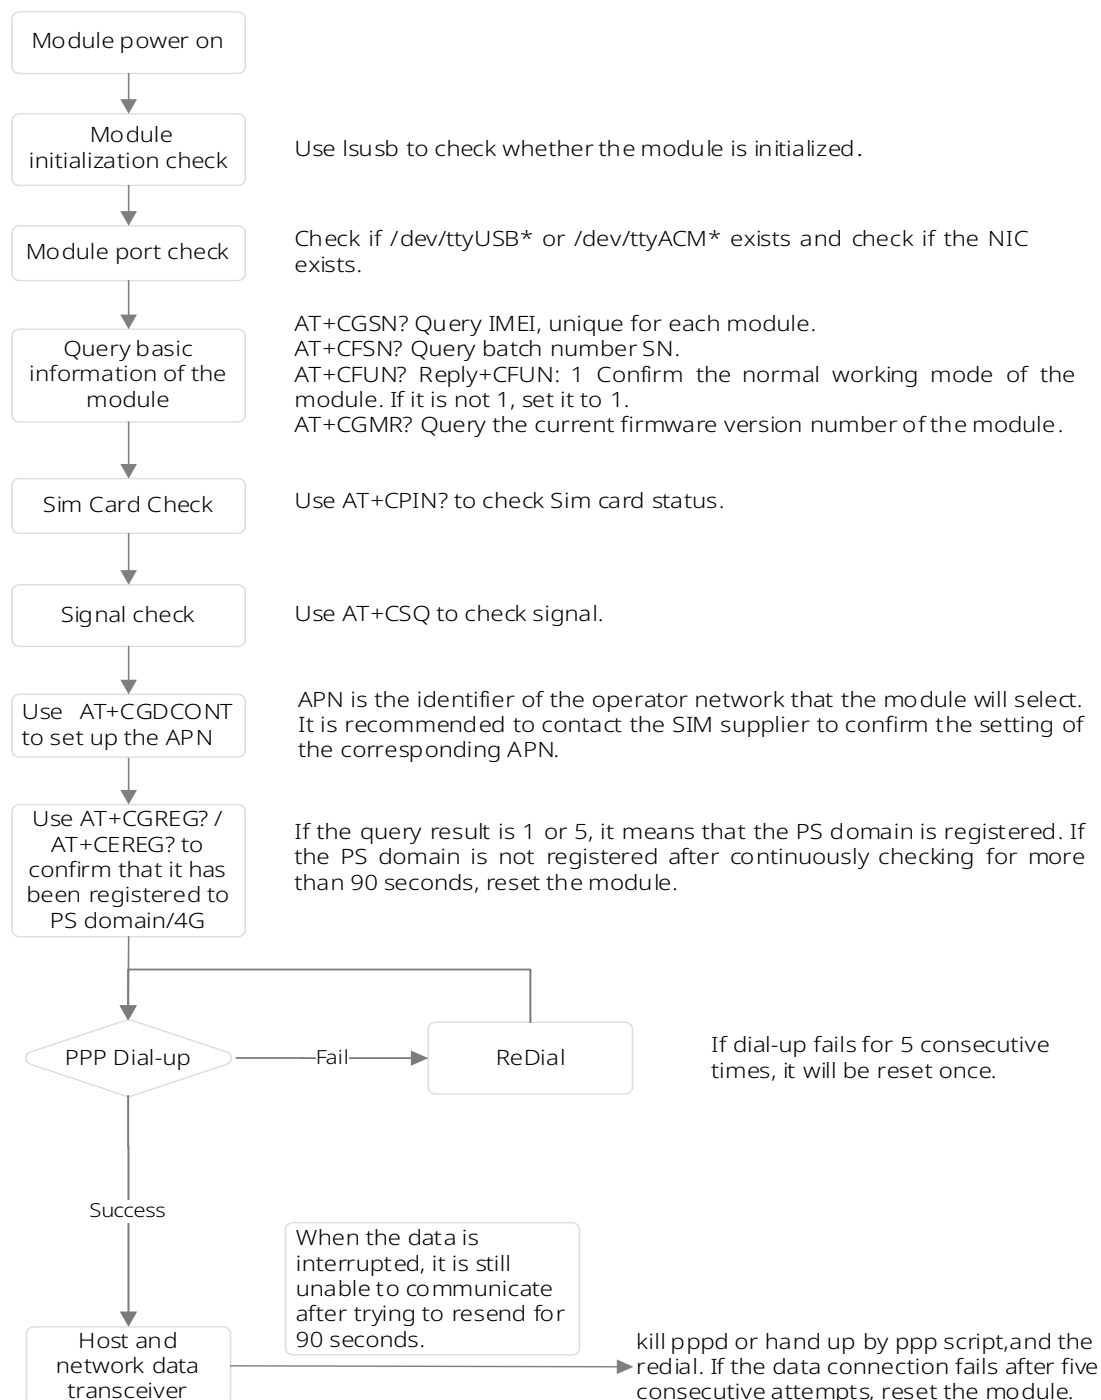 Module power on
Module
initialization check
Use lsusb to check whether the module is initialized.
Module port check
Check if /dev/ttyUSB* or /dev/ttyACM* exists and check if the NIC
exists.
Query basic
information of the
module
AT+CGSN? Query IMEI, unique for each module.
AT+CFSN? Query batch number SN.
AT+CFUN? Reply+CFUN: 1 Confirm the normal working mode of the
module. If it is not 1, set it to 1.
AT+CGMR? Query the current firmware version number of the module.
Sim Card Check
Use AT+CPIN? to check Sim card status.
Signal check
Use AT+CSQ to check signal.
Use AT+CGDCONT
to set up the APN
APN is the identifier of the operator network that the module will select.
It is recommended to contact the SIM supplier to confirm the setting of
the corresponding APN.
Use AT+CGREG? /
AT+CEREG? to
confirm that it has
been registered to
PS domain/4G
If the query result is 1 or 5, it means that the PS domain is registered. If
the PS domain is not registered after continuously checking for more
than 90 seconds, reset the module.
PPP Dial-up
Fail
ReDial
If dial-up fails for 5 consecutive
times, it will be reset once.
Success
When the data is
interrupted, it is still
unable to communicate
after trying to resend for
90 seconds.
Host and
network data
transceiver
kill pppd or hand up by ppp script,and the
redial. If the data connection fails after five
consecutive attempts, reset the module.